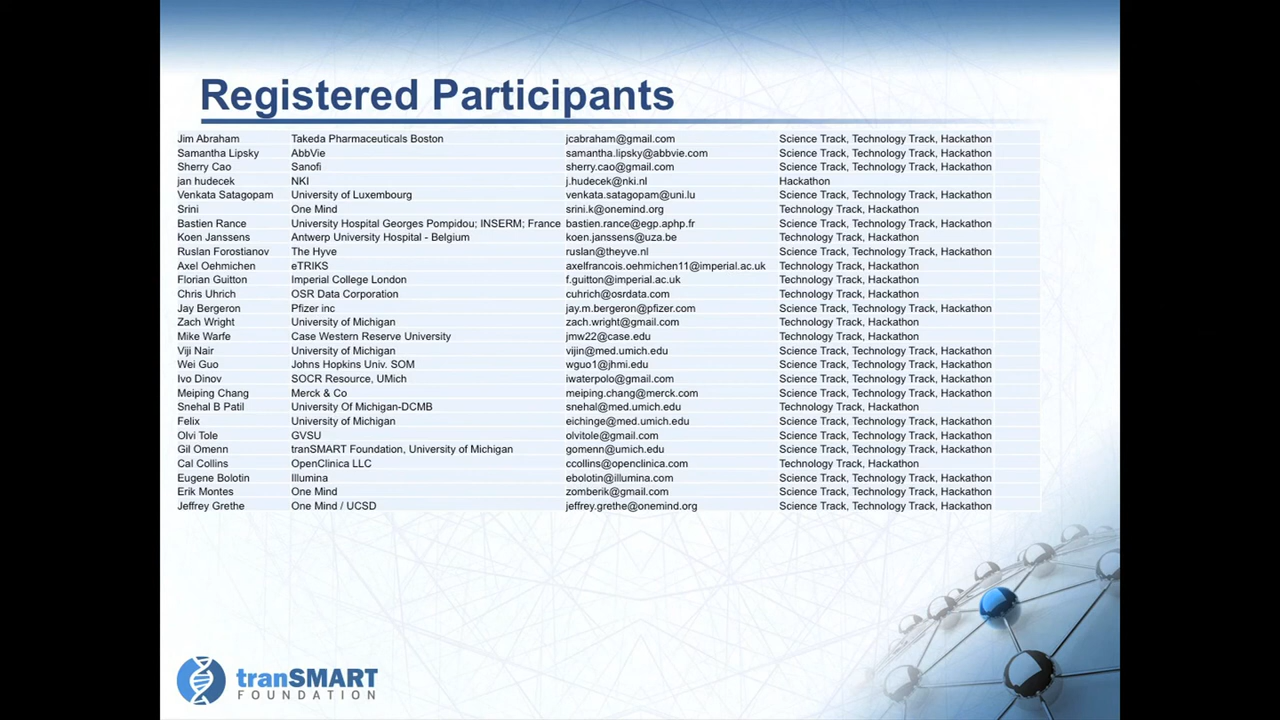 Registered Participants
Jim Abraham Takeda Pharmaceuticals Boston jcabraham@gmail.com Science Track, Technology Track, Hackathon
Samantha Lipsky AbbVie samantha.lipsky@abbvie.com Science Track, Technology Track, Hackathon
Sherry Cao Sanofi sherry.cao@gmail.com Science Track, Technology Track, Hackathon
jan hudecek NKI j.hudecek@nki.nl Hackathon
Venkata Satagopam University of Luxembourg venkata.satagopam@uni.lu Science Track, Technology Track, Hackathon
Srini One Mind srini.k@onemind.org Technology Track, Hackathon
Bastien Rance University Hospital Georges Pompidou; INSERM; France bastien.rance@egp.aphp.fr Science Track, Technology Track, Hackathon
Koen Janssens Antwerp University Hospital - Belgium koen.janssens@uza.be Technology Track, Hackathon
Ruslan Forostianov The Hyve ruslan@theyve.nl Science Track, Technology Track, Hackathon
Axel Oehmichen eTRIKS axelfrancois.oehmichen11@imperial.ac.uk Technology Track, Hackathon
Florian Guitton Imperial College London f.guitton@imperial.ac.uk Technology Track, Hackathon
Chris Uhrich OSR Data Corporation cuhrich@osrdata.com Technology Track, Hackathon
Jay Bergeron Pfizer inc jay.m.bergeron@pfizer.com Science Track, Technology Track, Hackathon
Zach Wright University of Michigan zach.wright@gmail.com Technology Track, Hackathon
Mike Warfe Case Western Reserve University jmw22@case.edu Technology Track, Hackathon
Viji Nair University of Michigan vijin@med.umich.edu Science Track, Technology Track, Hackathon
Wei Guo Johns Hopkins Univ. SOM wguo1@jhmi.edu Science Track, Technology Track, Hackathon
Ivo Dinov SOCR Resource, UMich iwaterpolo@gmail.com Science Track, Technology Track, Hackathon
Meiping Chang Merck & Co meiping.chang@merck.com Science Track, Technology Track, Hackathon
Snehal B Patil University Of Michigan-DCMB snehal@med.umich.edu Technology Track, Hackathon
Felix University of Michigan eichinge@med.umich.edu Science Track, Technology Track, Hackathon
Olvi Tole GVSU olvitole@gmail.com Science Track, Technology Track, Hackathon
Gil Omenn tranSMART Foundation, University of Michigan gomenn@umich.edu Science Track, Technology Track, Hackathon
Cal Collins OpenClinica LLC ccollins@openclinica.com Technology Track, Hackathon
Eugene Bolotin Illumina ebolotin@illumina.com Science Track, Technology Track, Hackathon
Erik Montes One Mind zomberik@gmail.com Science Track, Technology Track, Hackathon
Jeffrey Grethe One Mind / UCSD jeffrey.grethe@onemind.org Science Track, Technology Track, Hackathon
tranSMART
FOUNDATION